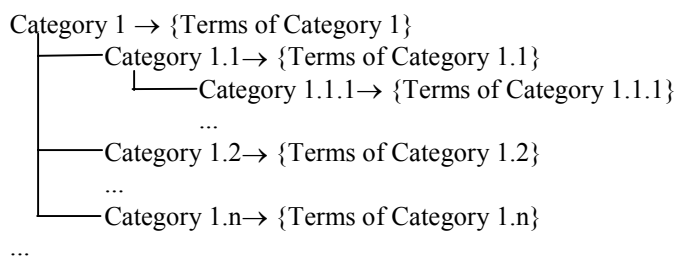 Category 1 → {Terms of Category 1}
Category 1.1→ {Terms of Category 1.1}
Category 1.1.1→ {Terms of Category 1.1.1}
...
Category 1.2→ {Terms of Category 1.2}
...
Category 1.n→ {Terms of Category 1.n}
...